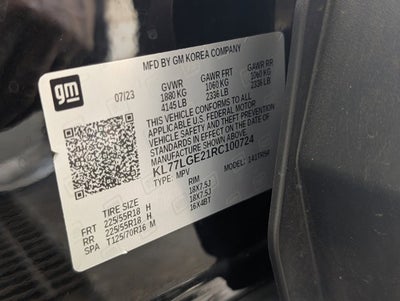 MFD BY GM KOREA COMPANY
gm
07/23 GVWR GAWR FRT GAWR RR
1880 KG 1060 KG 1060 KG
4145 LB 2336 LB 2336 LB
THIS VEHICLE CONFORMS TO ALL
APPLICABLE U.S. FEDERAL MOTOR
VEHICLE SAFETY AND THEFT PREVENTION
STANDARDS IN EFFECT ON THE DATE OF
MANUFACTURE SHOWN ABOVE.
KL77LGE21RC100724
TYPE: MPV MODEL:
TIRE SIZE RIM
FRT 225/55R18 H 18X7.5J
RR 225/55R18 H 18X7.5J
SPA T125/70R16 M 16X4BT